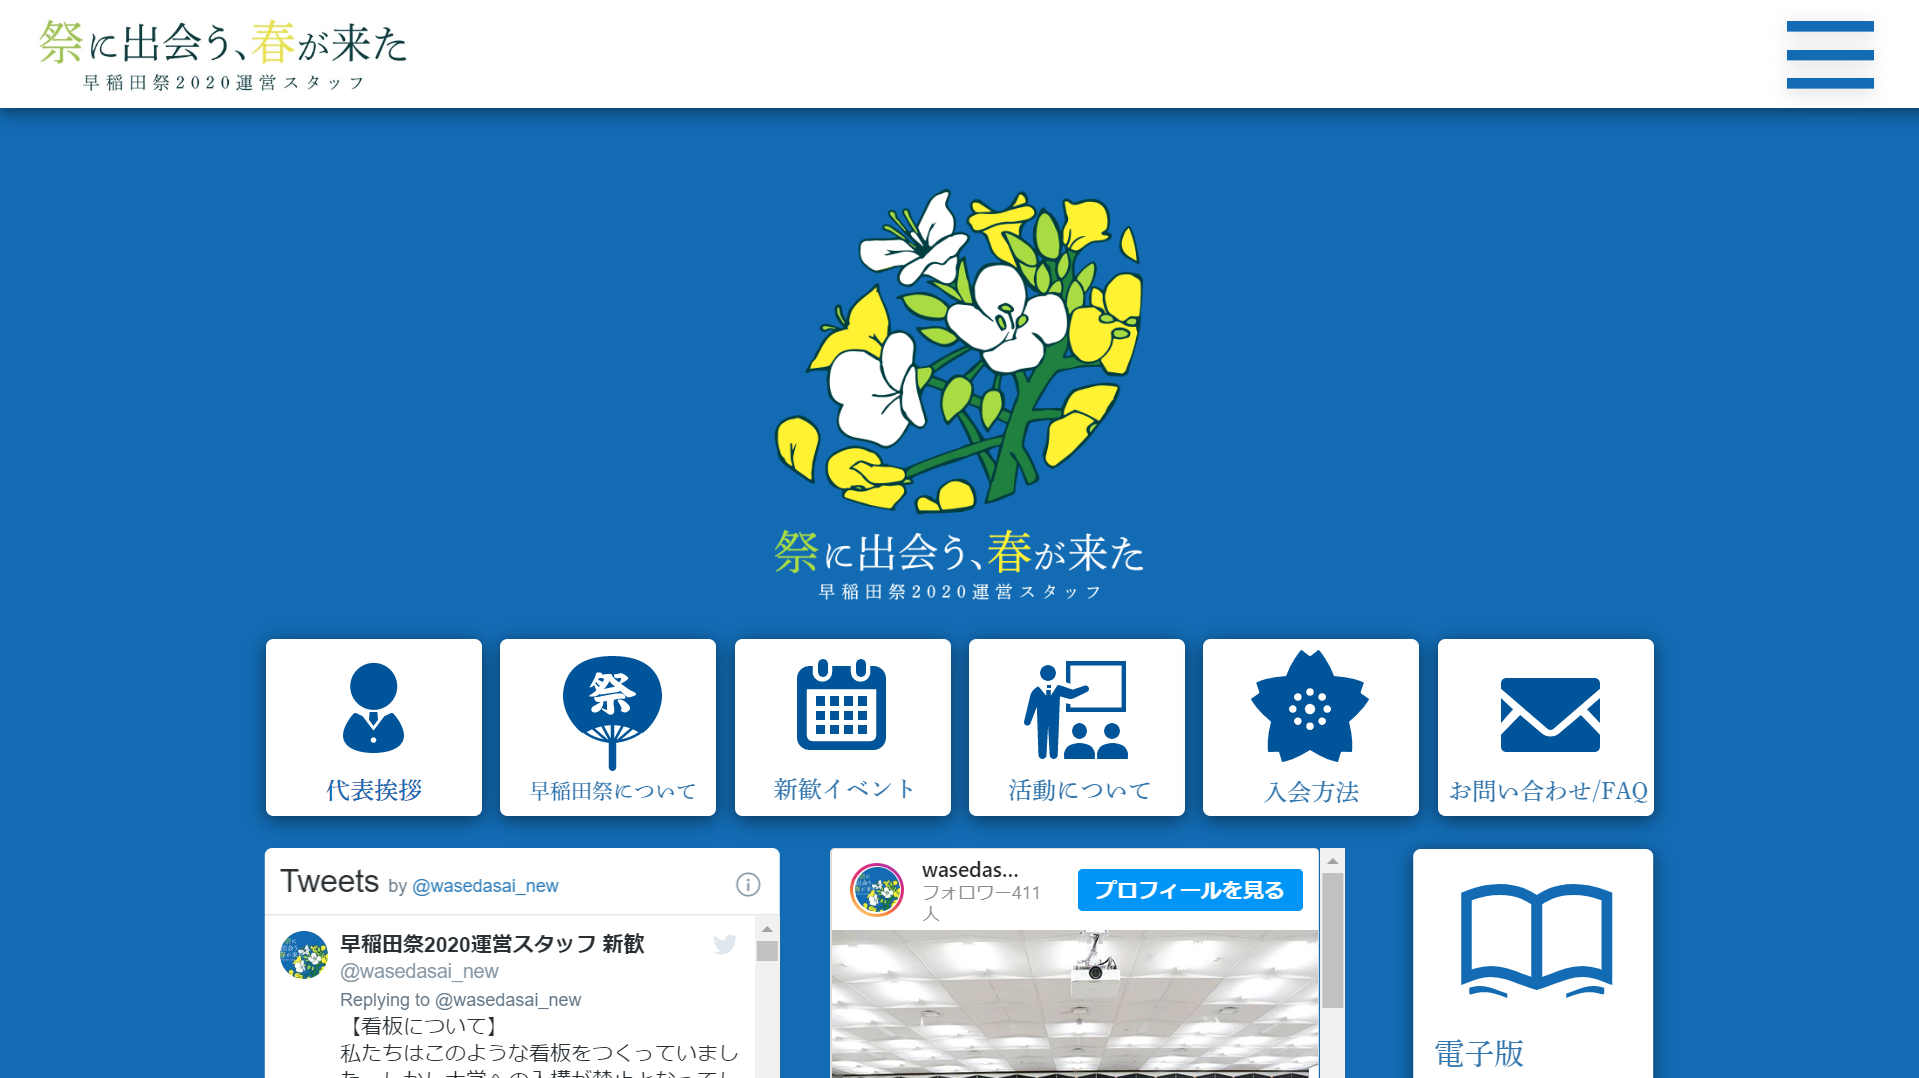 祭に出会う、春が来た
早稲田祭2020運営スタッフ
祭に出会う、春が来た
早稲田祭2020運営スタッフ
祭
代表挨拶
早稲田祭について
新歓イベント
活動について
入会方法
お問い合わせ/FAQ
Tweets by @wasedasai_new
早稲田祭2020運営スタッフ 新歓
@wasedasai_new
Replying to @wasedasai_new
【看板について】
私たちはこのような看板をつくっていまし
wasedas...
フォロワー411
人
プロフィールを見る
電子版